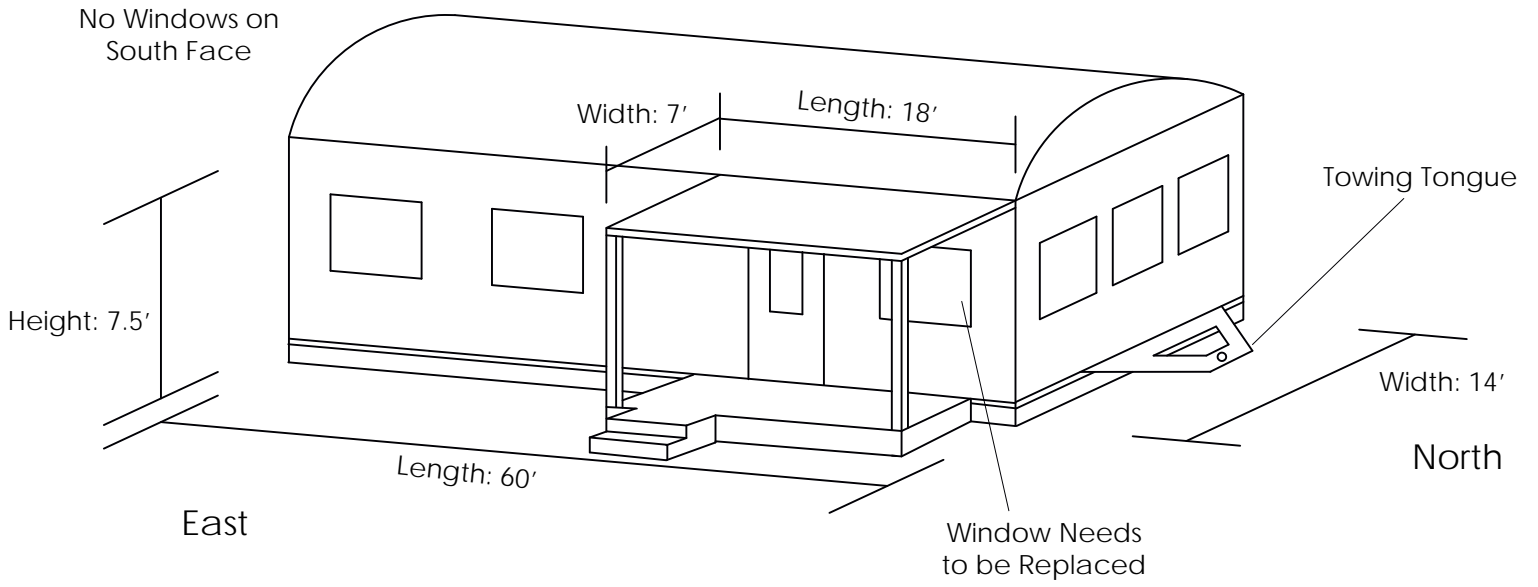 No Windows on
South Face
Width: 7'
Length: 18'
Towing Tongue
Height: 7.5'
Width: 14'
North
Length: 60'
East
Window Needs
to be Replaced